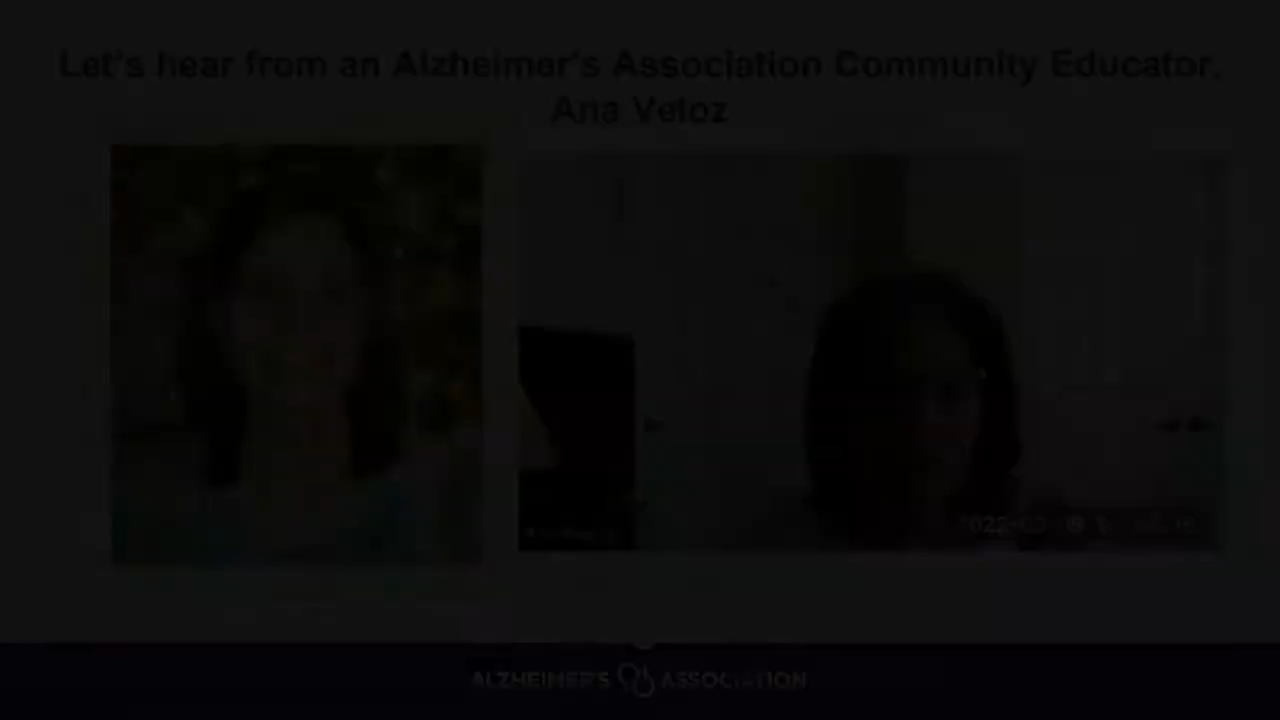 Let's hear from an Alzheimer's Association Community Educator,
Ana Veloz
ALZHEIMER'S ASSOCIATION